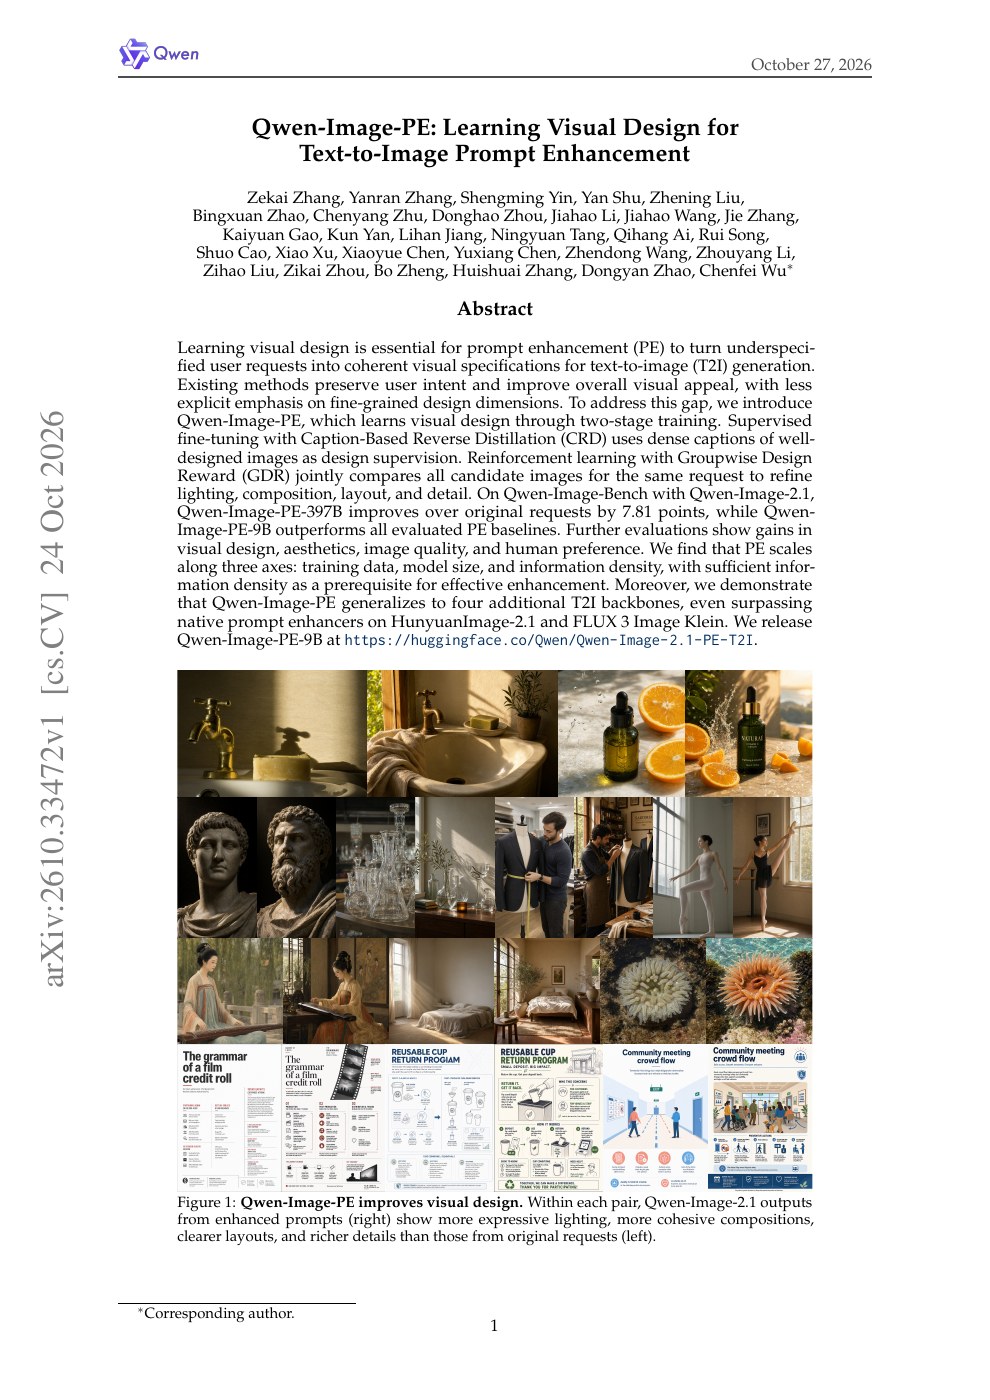 Qwen
October 27, 2026
Qwen-Image-PE: Learning Visual Design for
Text-to-Image Prompt Enhancement
Zekai Zhang, Yanran Zhang, Shengming Yin, Yan Shu, Zhening Liu,
Bingxuan Zhao, Chenyang Zhu, Donghao Zhou, Jiahao Li, Jiahao Wang, Jie Zhang,
Kaiyuan Gao, Kun Yan, Lihan Jiang, Ningyuan Tang, Qihang Ai, Rui Song,
Shuo Cao, Xiao Xu, Xiaoyue Chen, Yuxiang Chen, Zhendong Wang, Zhouyang Li,
Zihao Liu, Zikai Zhou, Bo Zheng, Huishuai Zhang, Dongyan Zhao, Chenfei Wu*
Abstract
Learning visual design is essential for prompt enhancement (PE) to turn underspeci-
fied user requests into coherent visual specifications for text-to-image (T2I) generation.
Existing methods preserve user intent and improve overall visual appeal, with less
explicit emphasis on fine-grained design dimensions. To address this gap, we introduce
Qwen-Image-PE, which learns visual design through two-stage training. Supervised
fine-tuning with Caption-Based Reverse Distillation (CRD) uses dense captions of well-
designed images as design supervision. Reinforcement learning with Groupwise Design
Reward (GDR) jointly compares all candidate images for the same request to refine
lighting, composition, layout, and detail. On Qwen-Image-Bench with Qwen-Image-2.1,
Qwen-Image-PE-397B improves over original requests by 7.81 points, while Qwen-
Image-PE-9B outperforms all evaluated PE baselines. Further evaluations show gains in
visual design, aesthetics, image quality, and human preference. We find that PE scales
along three axes: training data, model size, and information density, with sufficient infor-
mation density as a prerequisite for effective enhancement. Moreover, we demonstrate
that Qwen-Image-PE generalizes to four additional T2I backbones, even surpassing
native prompt enhancers on HunyuanImage-2.1 and FLUX 3 Image Klein. We release
Qwen-Image-PE-9B at https://huggingface.co/Qwen/Qwen-Image-2.1-PE-T2I.
arXiv:2610.33472v1 [cs.CV] 24 Oct 2026
NATURAL
The grammar
of a film
credit roll
The
grammar
of a film
credit roll
REUSABLE CUP
RETURN PROGIAM
REUSABLE CUP
RETURN PROGRAM
SMALL DEPOSIT. BIG IMPACT.
RETURN IT.
GET IT BACK.
HOW IT WORKS
Community meeting
crowd flow
Community meeting
crowd flow
Figure 1: Qwen-Image-PE improves visual design. Within each pair, Qwen-Image-2.1 outputs
from enhanced prompts (right) show more expressive lighting, more cohesive compositions,
clearer layouts, and richer details than those from original requests (left).
*Corresponding author.
1